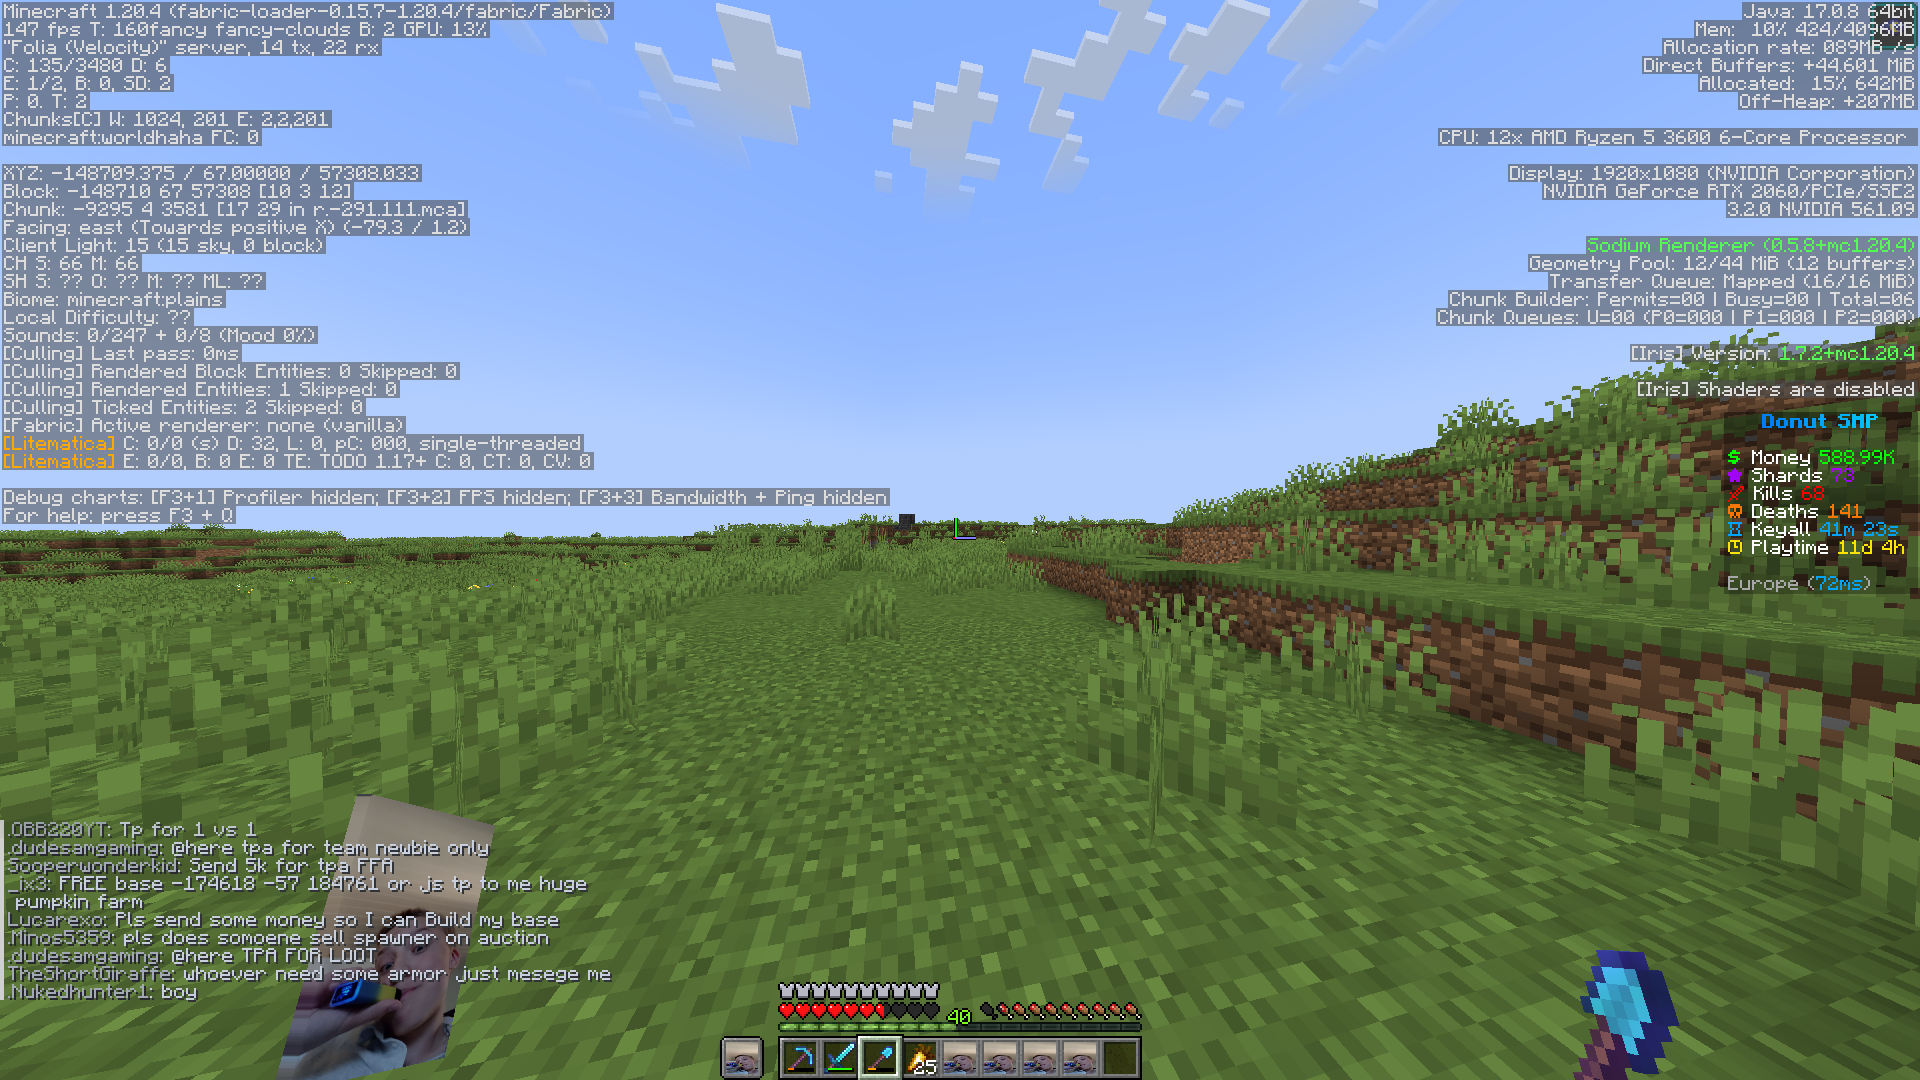 Minecraft 1.20.4 (fabric-loader-0.15.7-1.20.4/fabric/Fabric)
147 fps T: 160fancy fancy-clouds B: 2 GPU: 13%
"Folia (Velocity)" server, 14 tx, 22 rx
C: 135/3480 D: 6
E: 1/2, B: 0, SD: 2
P: 0. T: 2
Chunks[C] W: 1024, 201 E: 2,2,201
minecraft:worldhaha FC: 0
XYZ: -148709.375 / 67.00000 / 57308.033
Block: -148710 67 57308 [10 3 12]
Chunk: -9295 4 3581 [17 29 in r.-291.111.mca]
Facing: east (Towards positive X) (-79.3 / 1.2)
Client Light: 15 (15 sky, 0 block)
CH S: 66 M: 66
SH S: ?? O: ?? M: ?? ML: ??
Biome: minecraft:plains
Local Difficulty: ??
Sounds: 0/247 + 0/8 (Mood 0%)
[Culling] Last pass: 0ms
[Culling] Rendered Block Entities: 0 Skipped: 0
[Culling] Rendered Entities: 1 Skipped: 0
[Culling] Ticked Entities: 2 Skipped: 0
[Fabric] Active renderer: none (vanilla)
[Litematica] C: 0/0 (s) D: 32, L: 0, pC: 000, single-threaded
[Litematica] E: 0/0, B: 0 E: 0 TE: TODO 1.17+ C: 0, CT: 0, CV: 0
Debug charts: [F3+1] Profiler hidden; [F3+2] FPS hidden; [F3+3] Bandwidth + Ping hidden
For help: press F3 + Q
Java: 17.0.8 64bit
Mem: 10% 424/4096MB
Allocation rate: 089MB /s
Direct Buffers: +44.601 MiB
Allocated: 15% 642MB
Off-Heap: +207MB
CPU: 12x AMD Ryzen 5 3600 6-Core Processor
Display: 1920x1080 (NVIDIA Corporation)
NVIDIA GeForce RTX 2060/PCIe/SSE2
3.2.0 NVIDIA 561.09
Sodium Renderer (0.5.8+mc1.20.4)
Geometry Pool: 12/44 MiB (12 buffers)
Transfer Queue: Mapped (16/16 MiB)
Chunk Builder: Permits=00 | Busy=00 | Total=06
Chunk Queues: U=00 (P0=000 | P1=000 | P2=000)
[Iris] Version: 1.7.2+mc1.20.4
[Iris] Shaders are disabled
Donut SMP
$ Money 588.99K
Shards 73
Kills 68
Deaths 141
Keyall 41m 23s
Playtime 11d 4h
Europe (72ms)
.OBB220YT: Tp for 1 vs 1
.dudesamgaming: @here tpa for team newbie only
Sooperwonderkid: Send 5k for tpa FFA
_ix3: FREE base -174618 -57 184761 or .js tp to me huge
pumpkin farm
Lucarexo: Pls send some money so I can Build my base
.Minos5359: pls does somoene sell spawner on auction
.dudesamgaming: @here TPA FOR LOOT
TheShortGiraffe: whoever need some armor .just mesege me
.Nukedhunter1: boy
40
25